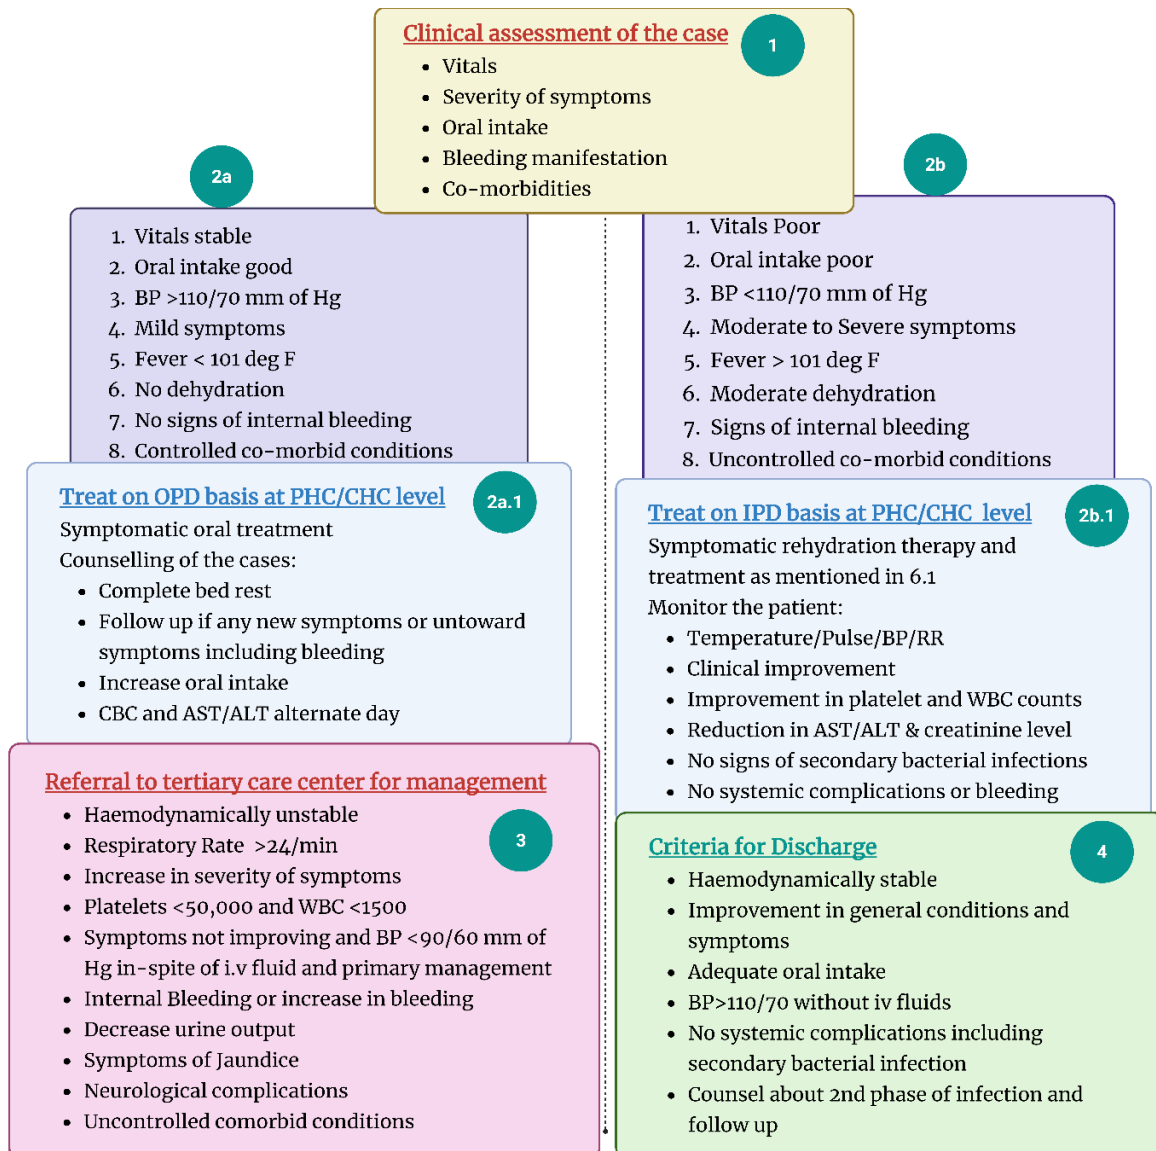 Clinical assessment of the case
1
• Vitals
• Severity of symptoms
• Oral intake
• Bleeding manifestation
• Co-morbidities
2a
1. Vitals stable
2. Oral intake good
3. BP >110/70 mm of Hg
4. Mild symptoms
5. Fever < 101 deg F
6. No dehydration
7. No signs of internal bleeding
8. Controlled co-morbid conditions
Treat on OPD basis at PHC/CHC level
2a.1
Symptomatic oral treatment
Counselling of the cases:
• Complete bed rest
• Follow up if any new symptoms or untoward
symptoms including bleeding
• Increase oral intake
• CBC and AST/ALT alternate day
2b
1. Vitals Poor
2. Oral intake poor
3. BP <110/70 mm of Hg
4. Moderate to Severe symptoms
5. Fever > 101 deg F
6. Moderate dehydration
7. Signs of internal bleeding
8. Uncontrolled co-morbid conditions
Treat on IPD basis at PHC/CHC level
2b.1
Symptomatic rehydration therapy and
treatment as mentioned in 6.1
Monitor the patient:
• Temperature/Pulse/BP/RR
• Clinical improvement
• Improvement in platelet and WBC counts
• Reduction in AST/ALT & creatinine level
• No signs of secondary bacterial infections
• No systemic complications or bleeding
Referral to tertiary care center for management
3
• Haemodynamically unstable
• Respiratory Rate >24/min
• Increase in severity of symptoms
• Platelets <50,000 and WBC <1500
• Symptoms not improving and BP <90/60 mm of
Hg in-spite of i.v fluid and primary management
• Internal Bleeding or increase in bleeding
• Decrease urine output
• Symptoms of Jaundice
• Neurological complications
• Uncontrolled comorbid conditions
Criteria for Discharge
4
• Haemodynamically stable
• Improvement in general conditions and
symptoms
• Adequate oral intake
• BP>110/70 without iv fluids
• No systemic complications including
secondary bacterial infection
• Counsel about 2nd phase of infection and
follow up